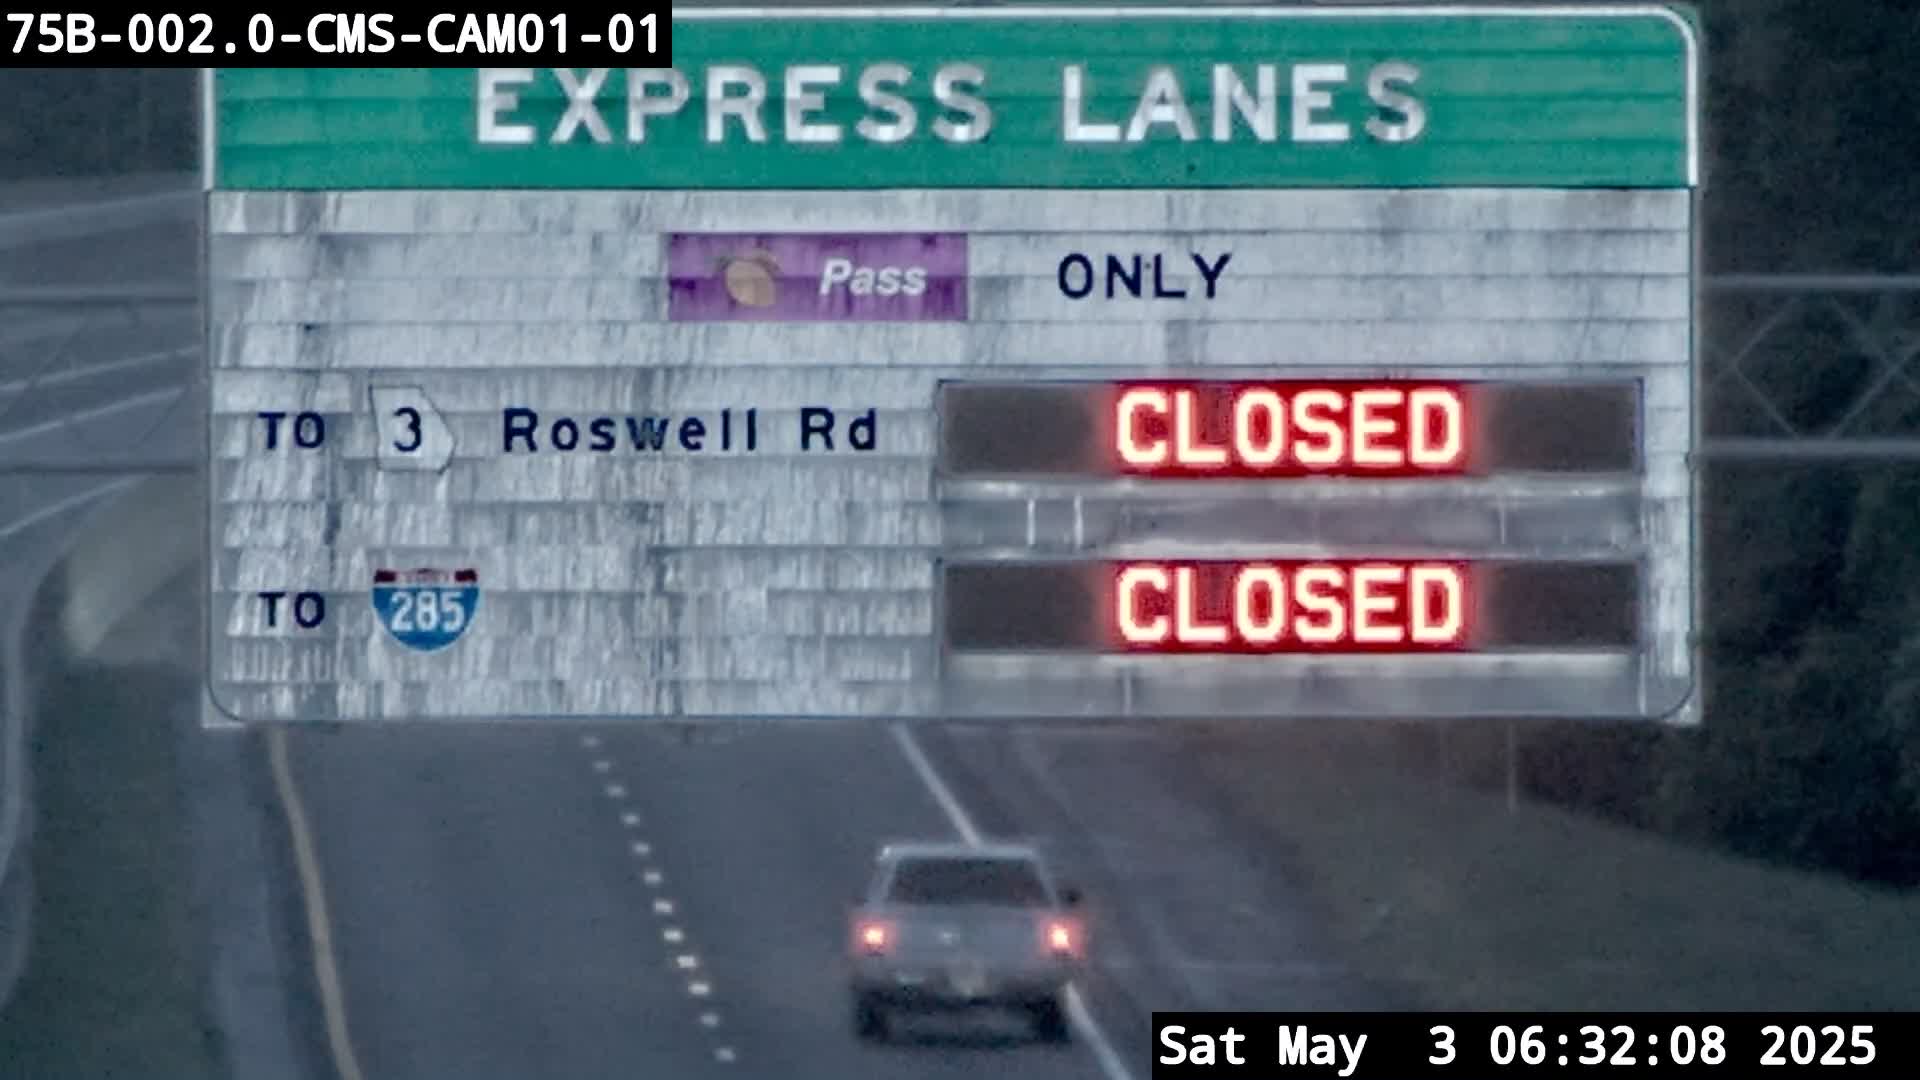 75B-002.0-CMS-CAM01-01
EXPRESS LANES
Pass ONLY
TO 3 Roswell Rd CLOSED
TO 285 CLOSED
Sat May 3 06:32:08 2025